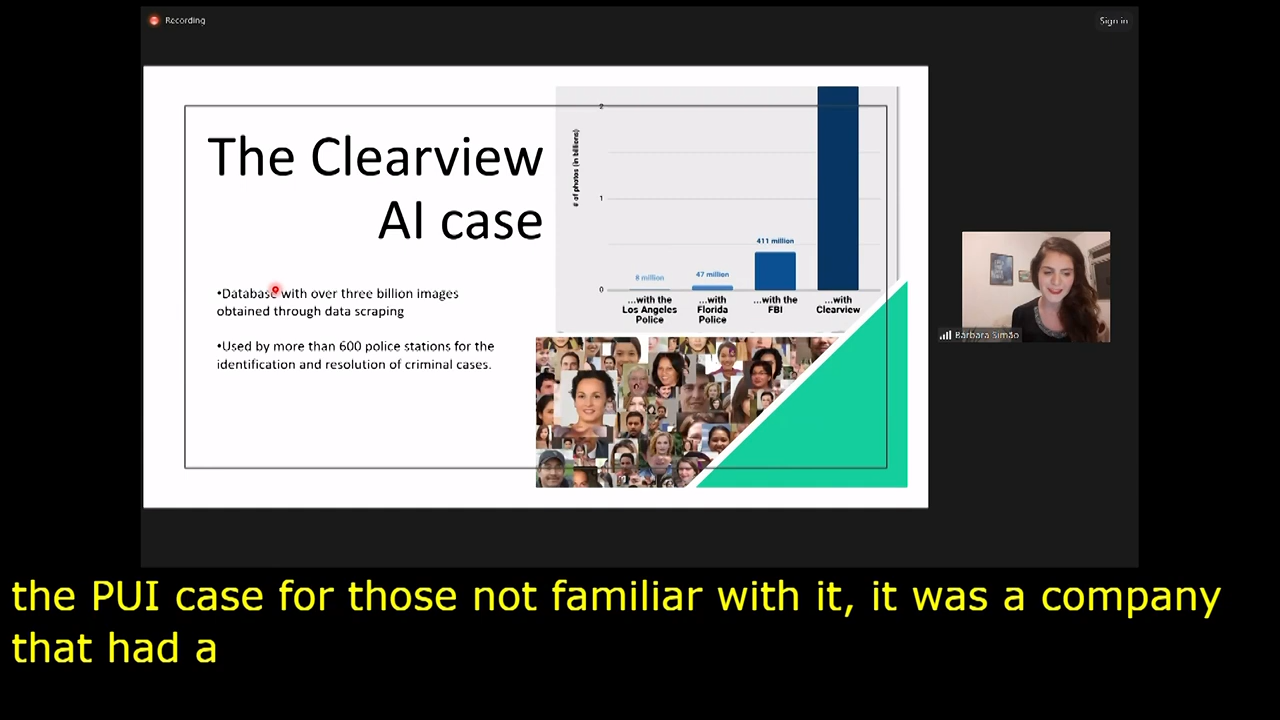 Recording
Sign in
The Clearview
AI case
•Database with over three billion images
obtained through data scraping
•Used by more than 600 police stations for the
identification and resolution of criminal cases.
# of photos (in billions)
2
1
0
8 million
47 million
411 million
...with the
Los Angeles
Police
...with
Florida
Police
...with the
FBI
...with
Clearview
Bárbara Simão
the PUI case for those not familiar with it, it was a company
that had a